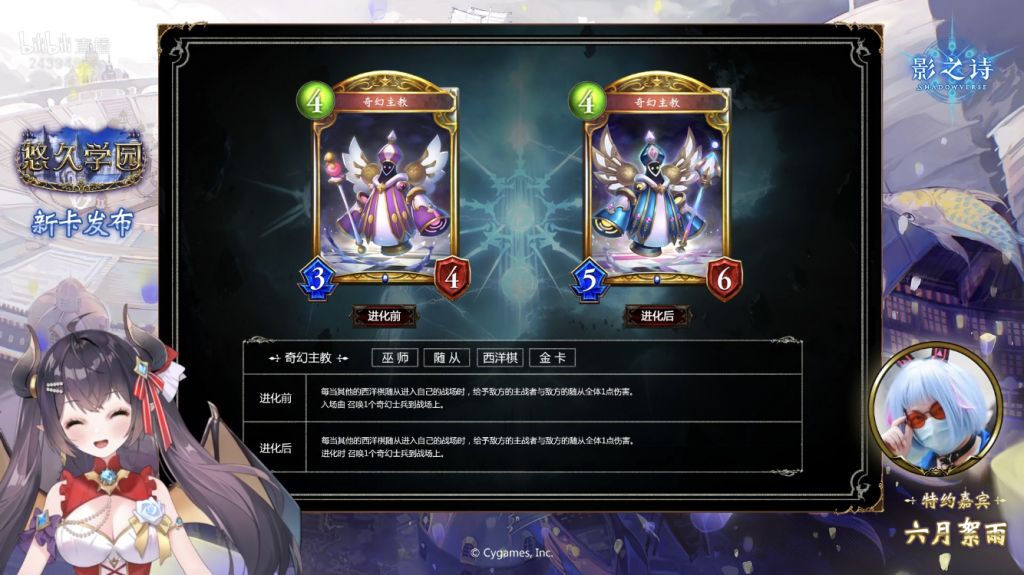 bilibili 直播
影之诗
SHADOWVERSE
悠久学园
新卡发布
4
奇幻主教
3
4
进化前
4
奇幻主教
5
6
进化后
奇幻主教
巫师
随从
西洋棋
金卡
进化前
每当其他的西洋棋随从进入自己的战场时，给予敌方的主战者与敌方的随从全体1点伤害。
入场曲 召唤1个奇幻士兵到战场上。
进化后
每当其他的西洋棋随从进入自己的战场时，给予敌方的主战者与敌方的随从全体1点伤害。
进化时 召唤1个奇幻士兵到战场上。
特约嘉宾
六月絮雨
© Cygames, Inc.